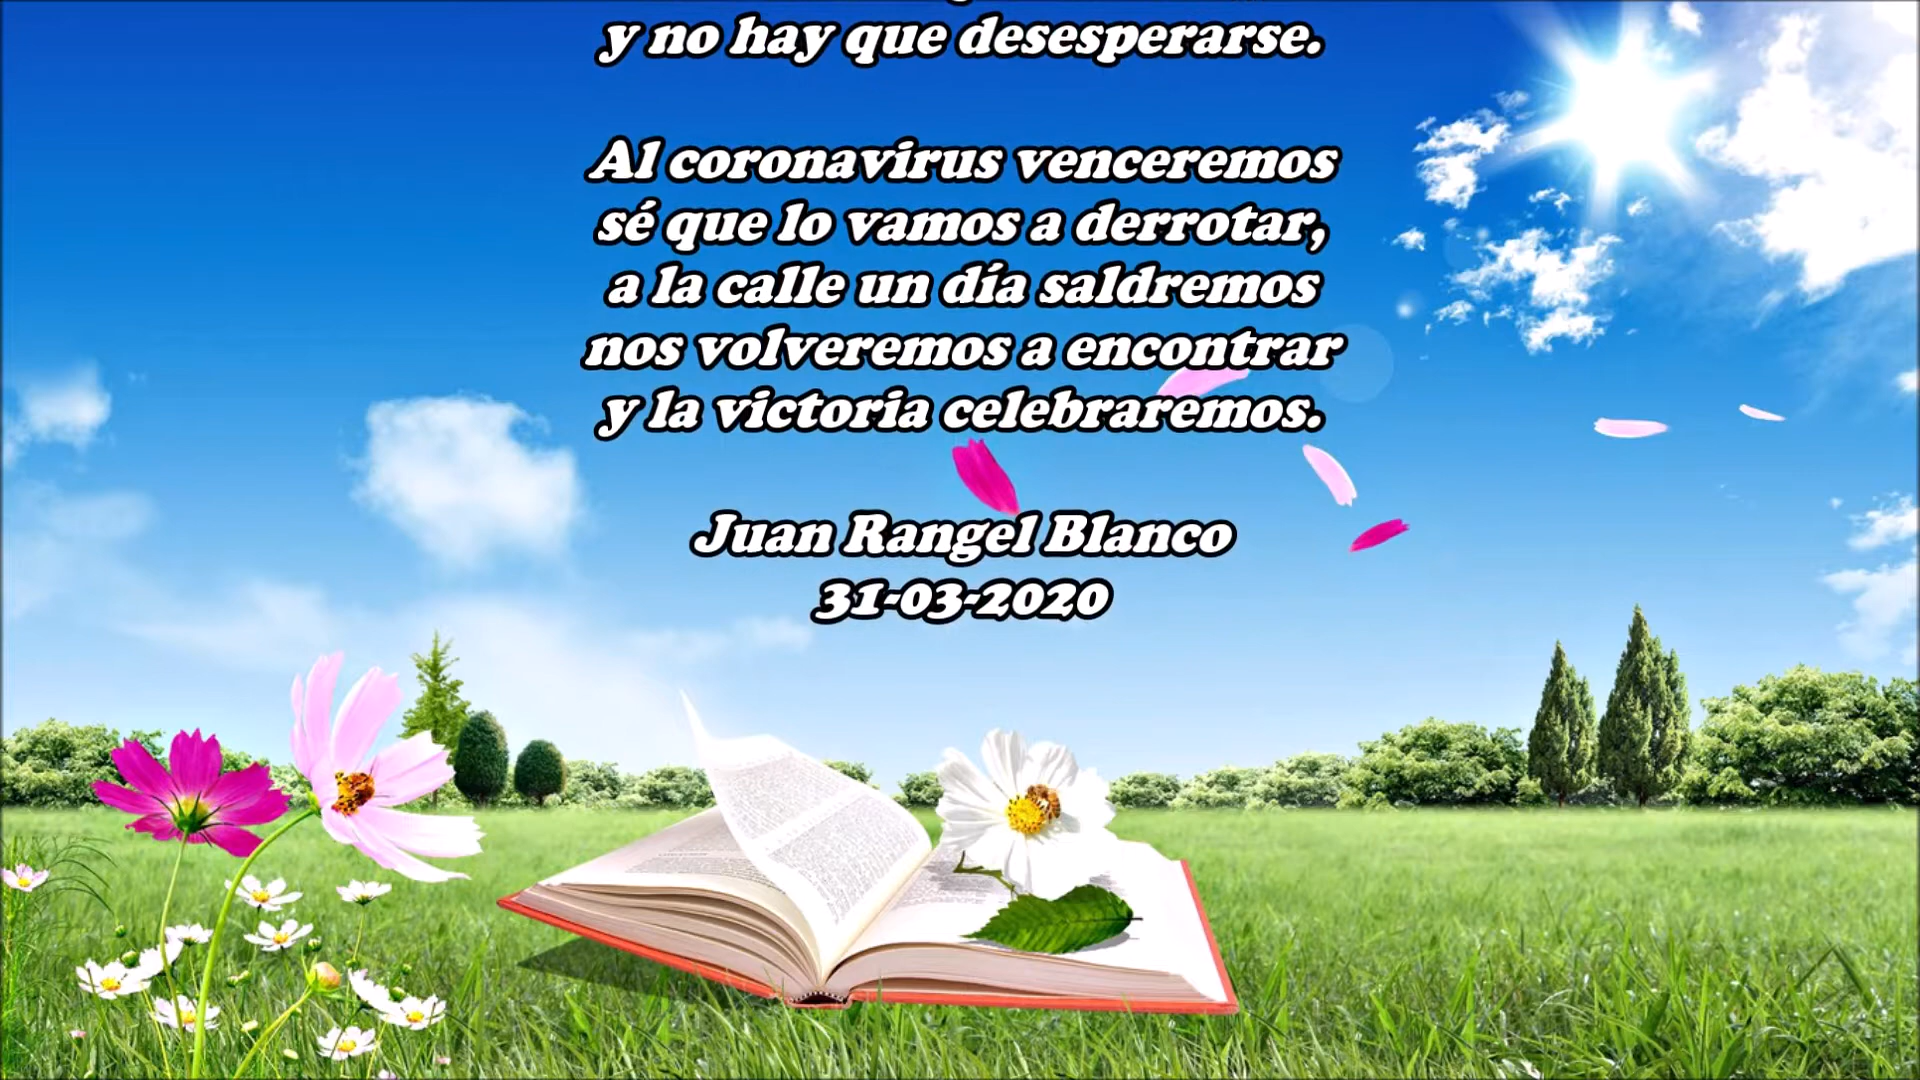 y no hay que desesperarse.
Al coronavirus venceremos
sé que lo vamos a derrotar,
a la calle un día saldremos
nos volveremos a encontrar
y la victoria celebraremos.
Juan Rangel Blanco
31-03-2020